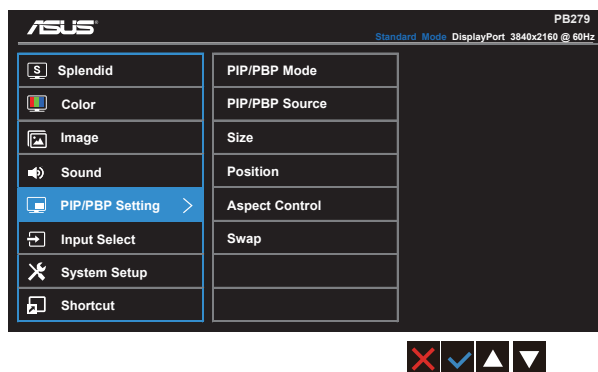 ASUS
PB279
Standard Mode DisplayPort 3840x2160 @ 60Hz
S Splendid
Color
Image
Sound
PIP/PBP Setting
Input Select
System Setup
Shortcut
PIP/PBP Mode
PIP/PBP Source
Size
Position
Aspect Control
Swap